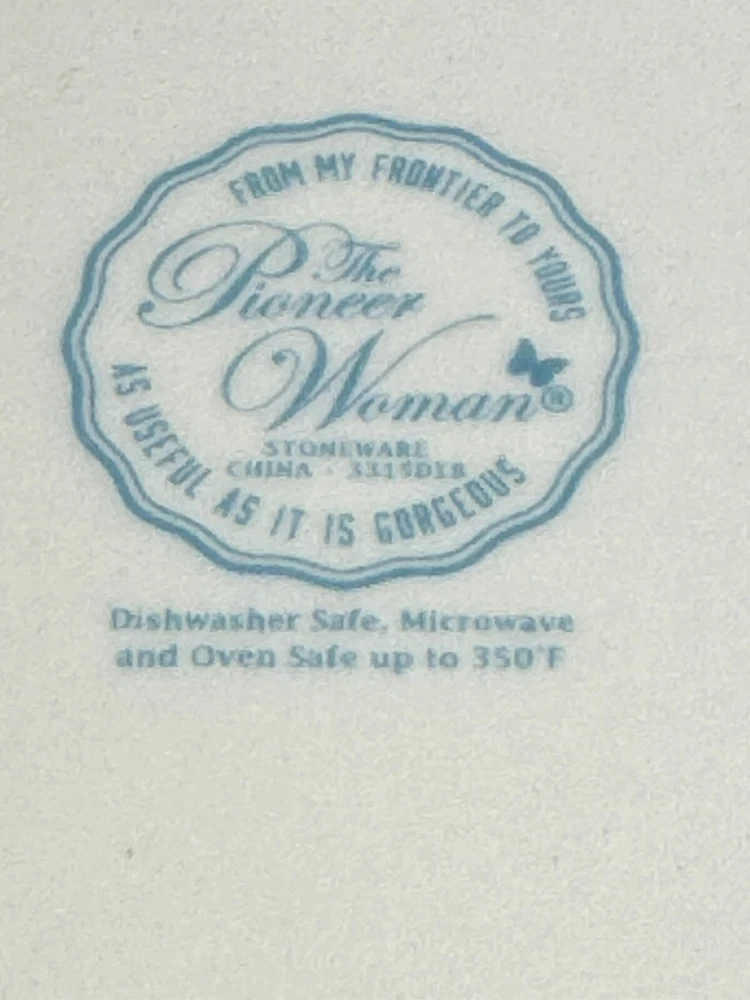 FROM MY FRONTIER TO YOURS
The
Pioneer
Woman®
STONEWARE
CHINA ·
AS USEFUL AS IT IS GORGEOUS
Dishwasher Safe, Microwave
and Oven Safe up to 350°F